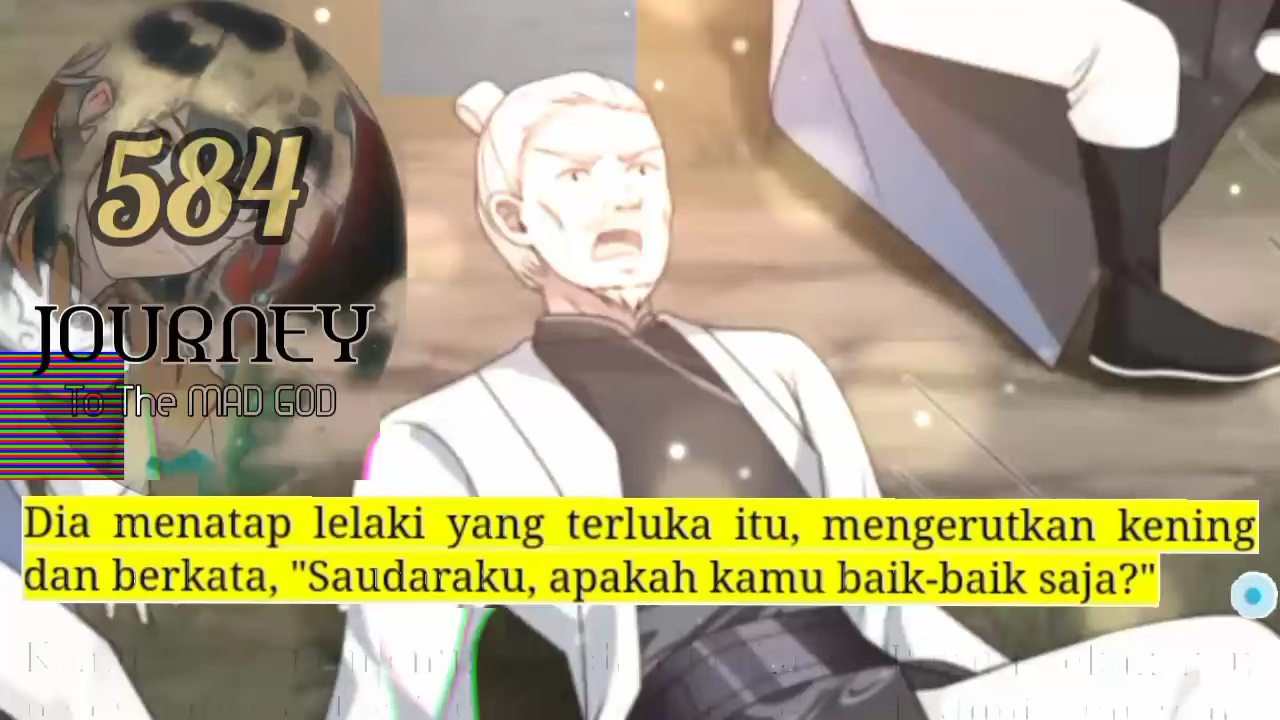 584
JOURNEY
To The MAD GOD
Dia menatap lelaki yang terluka itu, mengerutkan kening
dan berkata, "Saudaraku, apakah kamu baik-baik saja?"